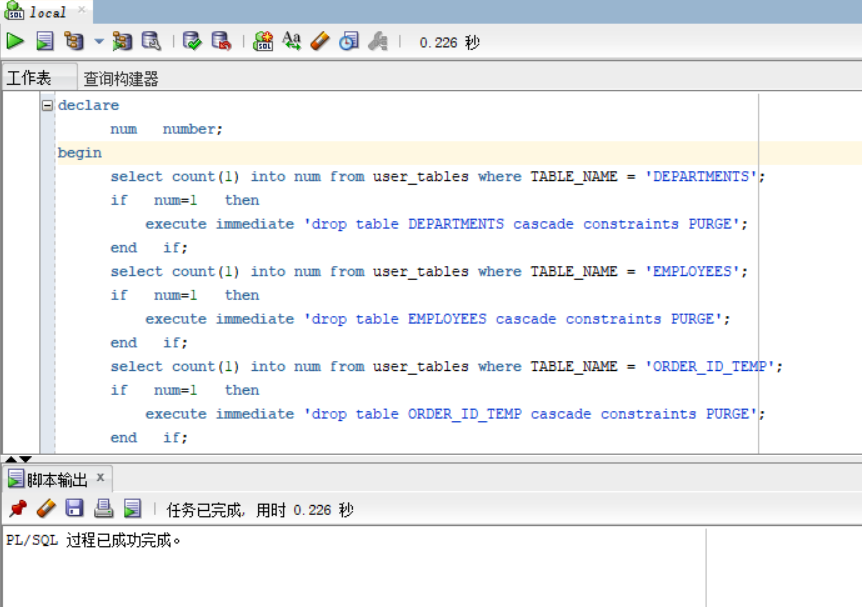 local
0.226 秒
工作表 查询构建器
declare
num number;
begin
select count(1) into num from user_tables where TABLE_NAME = 'DEPARTMENTS';
if num=1 then
execute immediate 'drop table DEPARTMENTS cascade constraints PURGE';
end if;
select count(1) into num from user_tables where TABLE_NAME = 'EMPLOYEES';
if num=1 then
execute immediate 'drop table EMPLOYEES cascade constraints PURGE';
end if;
select count(1) into num from user_tables where TABLE_NAME = 'ORDER_ID_TEMP';
if num=1 then
execute immediate 'drop table ORDER_ID_TEMP cascade constraints PURGE';
end if;
脚本输出 x
任务已完成, 用时 0.226 秒
PL/SQL 过程已成功完成。